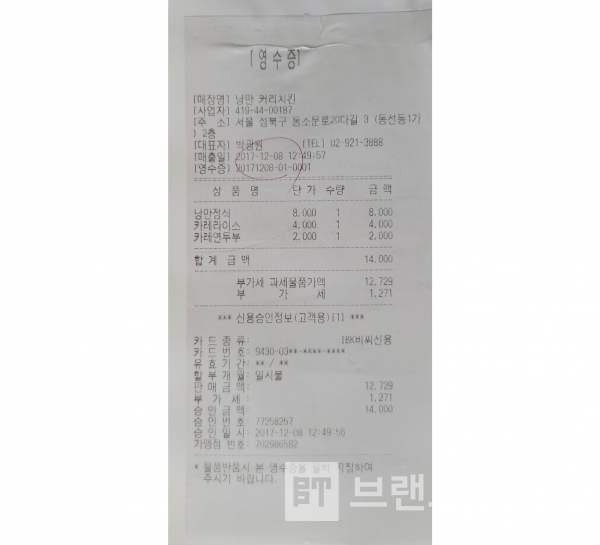 [영수증]
[매장명] 낭만 커리치킨
[사업자] 419-44-00187
[주 소] 서울 성북구 동소문로20다길 3 (동선동1가
) 2층
[대표자] 박광원 [TEL] 02-921-3888
[매출일] 2017-12-08 12:49:57
[영수증] 20171208-01-0001
상 품 명 단 가 수량 금 액
낭만정식 8,000 1 8,000
카레라이스 4,000 1 4,000
카레면두부 2,000 1 2,000
합 계 금 액 14,000
부가세 과세물품가액 12,729
부 가 세 1,271
*** 신용승인정보(고객용)[1] ***
카 드 종 류: IBK비씨신용
카 드 번 호: 9430-03**-****-****
유 효 기 간: ** / **
할 부 개 월: 일시불
판 매 금 액: 12,729
부 가 세 : 1,271
승 인 금 액: 14,000
승 인 번 호: 77258257
승 인 일 시: 2017-12-08 12:49:56
가맹점 번호: 702986582
* 물품반품시 본 영수증을 필히 지참하여
주시기 바랍니다.
BT 브랜